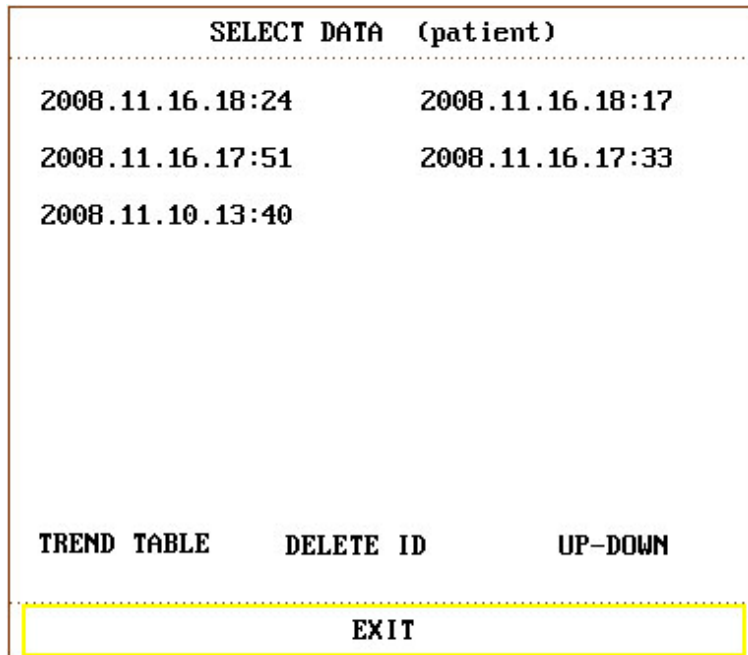 SELECT DATA (patient)
2008.11.16.18:24 2008.11.16.18:17
2008.11.16.17:51 2008.11.16.17:33
2008.11.10.13:40
TREND TABLE DELETE ID UP-DOWN
EXIT